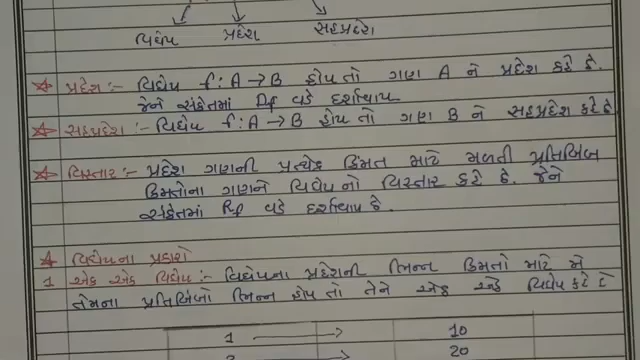 વિધેય પ્રદેશ સહપ્રદેશ
☆ પ્રદેશ :- વિધેય f : A → B હોય તો ગણ A ને પ્રદેશ કહે છે.
જેને સંકેતમાં Df વડે દર્શાવાય
☆ સહપ્રદેશ :- વિધેય f : A → B હોય તો ગણ B ને સહપ્રદેશ કહે છે
☆ વિસ્તાર :- પ્રદેશ ગણની પ્રત્યેક કિંમત માટે મળતી પ્રતિબિંબ
કિંમતોના ગણને વિધેય નો વિસ્તાર કહે છે. જેને
સંકેતમાં Rf વડે દર્શાવાય છે.
☆ વિધેયના પ્રકારો
1 એક એક વિધેય :- વિધેયના પ્રદેશની ભિન્ન કિંમતો માટે જો
તેમના પ્રતિબિંબો ભિન્ન હોય તો તેને એક એક વિધેય કહે છે
1 → 10
→ 20